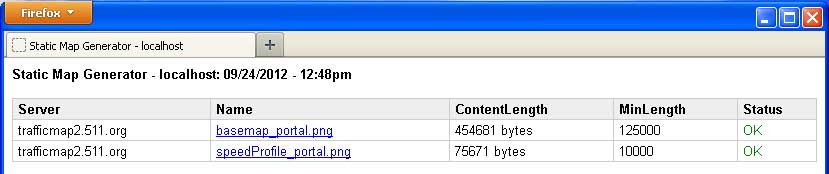 Firefox
Static Map Generator - localhost
Static Map Generator - localhost: 09/24/2012 - 12:48pm
Server Name ContentLength MinLength Status
trafficmap2.511.org basemap_portal.png 454681 bytes 125000 OK
trafficmap2.511.org speedProfile_portal.png 75671 bytes 10000 OK